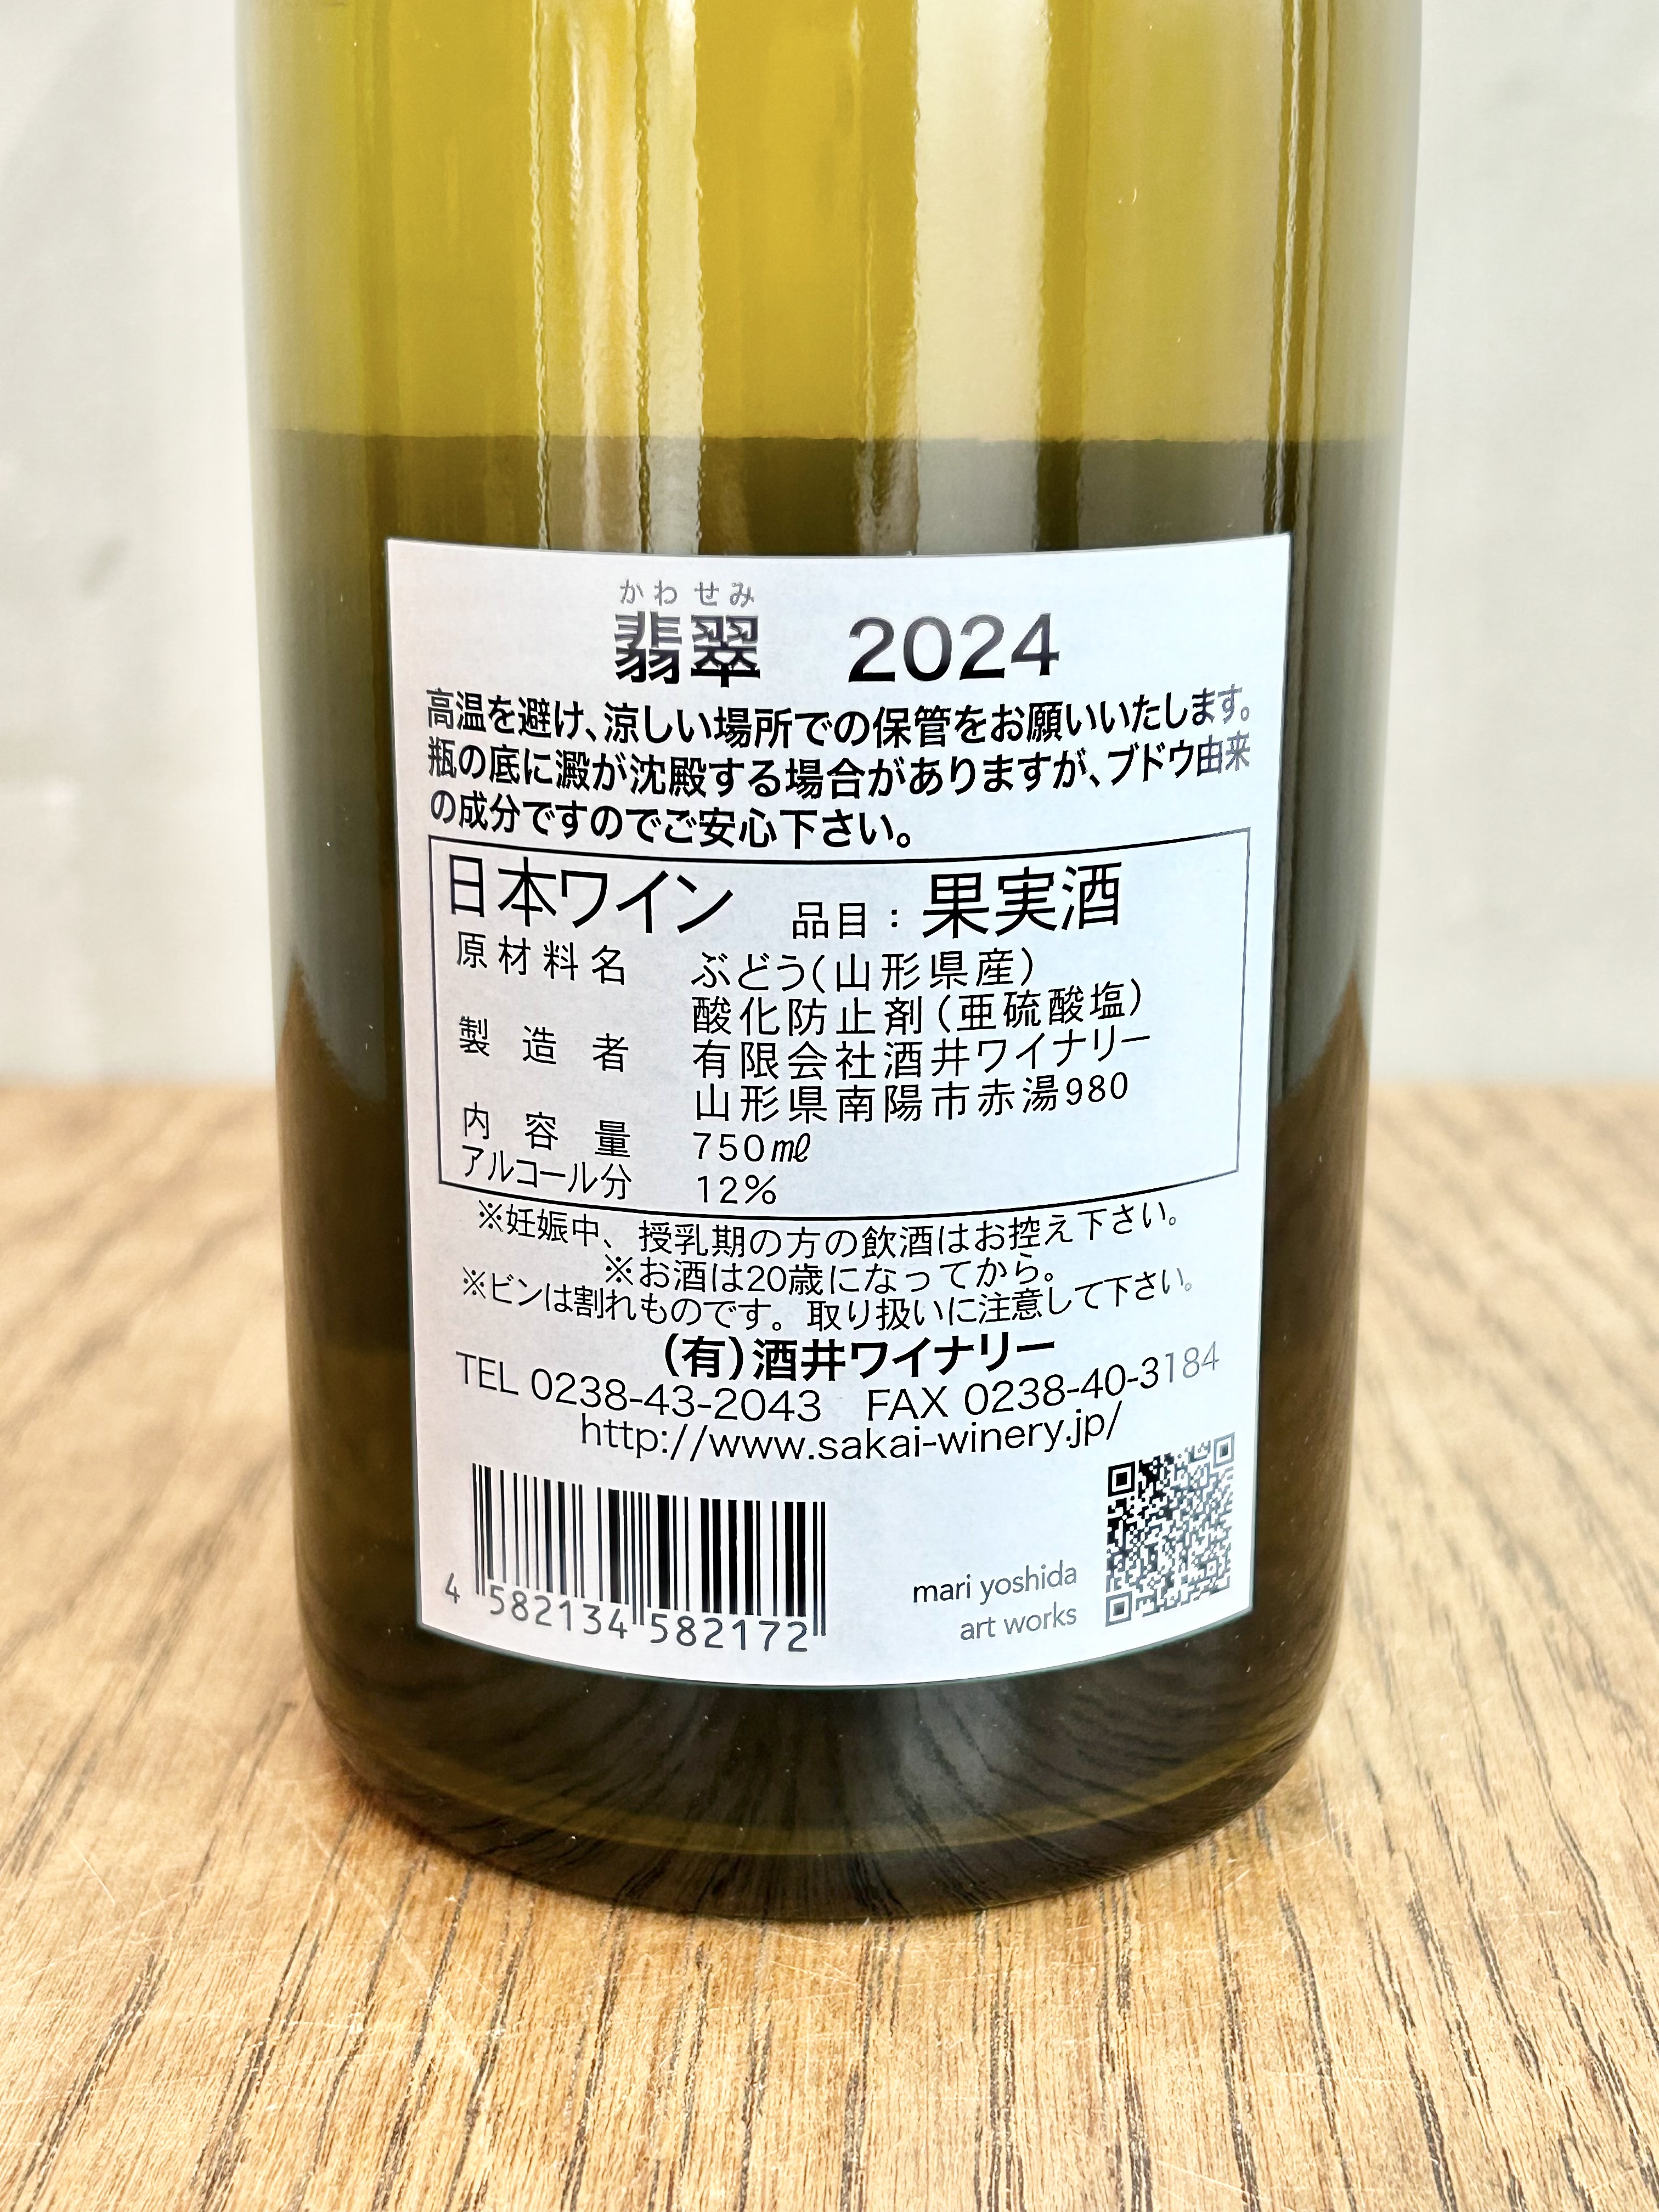 かわせみ
翡翠 2024
高温を避け、涼しい場所での保管をお願いいたします。
瓶の底に澱が沈殿する場合がありますが、ブドウ由来
の成分ですのでご安心下さい。
日本ワイン 品目：果実酒
原材料名 ぶどう(山形県産)
酸化防止剤(亜硫酸塩)
製造者 有限会社酒井ワイナリー
山形県南陽市赤湯980
内容量 750㎖
アルコール分 12%
※妊娠中、授乳期の方の飲酒はお控え下さい。
※お酒は20歳になってから。
※ビンは割れものです。取り扱いに注意して下さい。
(有)酒井ワイナリー
TEL 0238-43-2043 FAX 0238-40-3184
http://www.sakai-winery.jp/
4 582134 582172
mari yoshida
art works